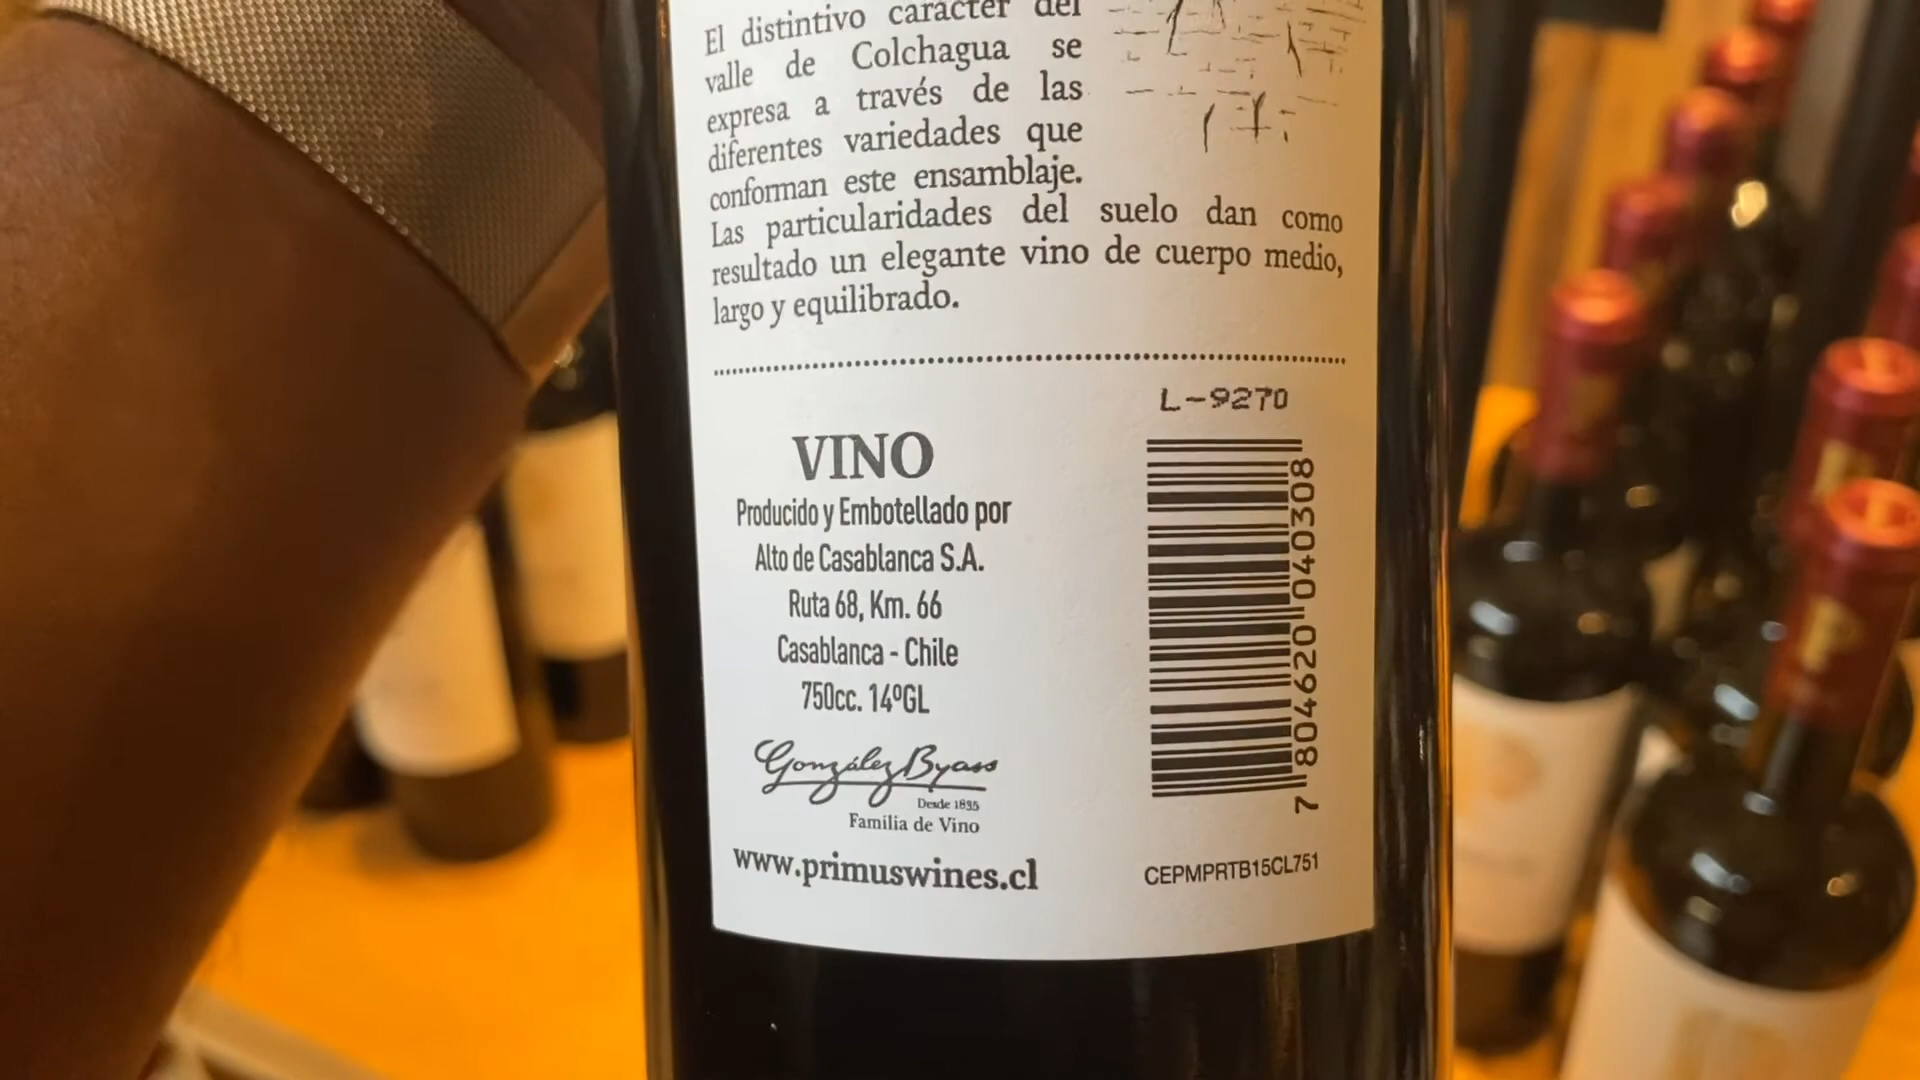 El distintivo carácter del
valle de Colchagua se
expresa a través de las
diferentes variedades que
conforman este ensamblaje.
Las particularidades del suelo dan como
resultado un elegante vino de cuerpo medio,
largo y equilibrado.
L-9270
VINO
Producido y Embotellado por
Alto de Casablanca S.A.
Ruta 68, Km. 66
Casablanca - Chile
750cc. 14ºGL
González Byass
Desde 1835
Familia de Vino
www.primuswines.cl
7 804620 040308
CEPMPRTB15CL751
P
P